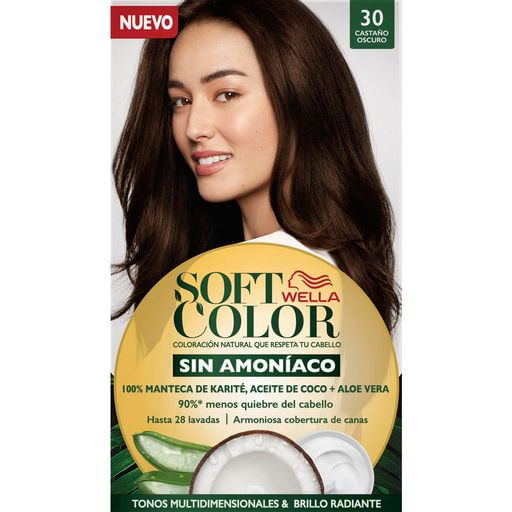 NUEVO
30
CASTAÑO
OSCURO
SOFT
WELLA
COLOR
COLORACIÓN NATURAL QUE RESPETA TU CABELLO
SIN AMONÍACO
100% MANTECA DE KARITÉ, ACEITE DE COCO + ALOE VERA
90%* menos quiebre del cabello
Hasta 28 lavadas | Armoniosa cobertura de canas
TONOS MULTIDIMENSIONALES & BRILLO RADIANTE